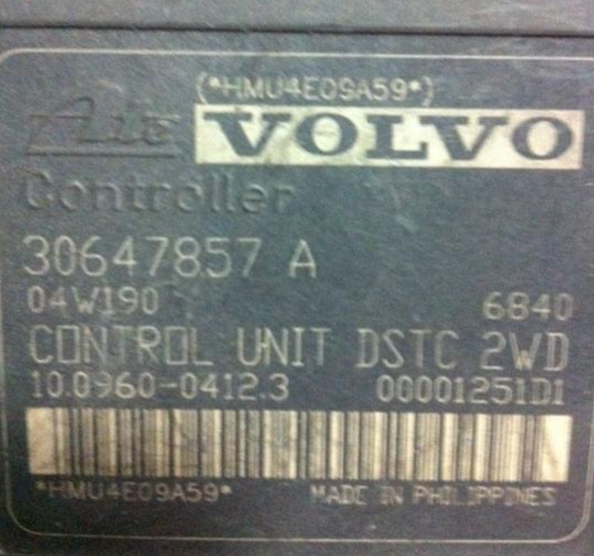 (*HMU4E09A59*)
Ate VOLVO
Controller
30647857 A
04W190 6840
CONTROL UNIT DSTC 2WD
10.0960-0412.3 00001251D1
*HMU4E09A59* MADE IN PHILIPPINES